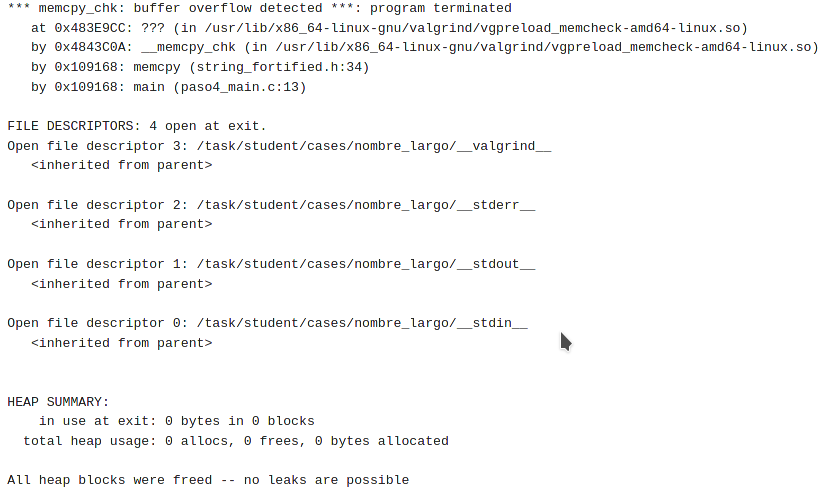 *** memcpy_chk: buffer overflow detected ***: program terminated
   at 0x483E9CC: ??? (in /usr/lib/x86_64-linux-gnu/valgrind/vgpreload_memcheck-amd64-linux.so)
   by 0x4843C0A: __memcpy_chk (in /usr/lib/x86_64-linux-gnu/valgrind/vgpreload_memcheck-amd64-linux.so)
   by 0x109168: memcpy (string_fortified.h:34)
   by 0x109168: main (paso4_main.c:13)

FILE DESCRIPTORS: 4 open at exit.
Open file descriptor 3: /task/student/cases/nombre_largo/__valgrind__
   <inherited from parent>

Open file descriptor 2: /task/student/cases/nombre_largo/__stderr__
   <inherited from parent>

Open file descriptor 1: /task/student/cases/nombre_largo/__stdout__
   <inherited from parent>

Open file descriptor 0: /task/student/cases/nombre_largo/__stdin__
   <inherited from parent>


HEAP SUMMARY:
    in use at exit: 0 bytes in 0 blocks
  total heap usage: 0 allocs, 0 frees, 0 bytes allocated

All heap blocks were freed -- no leaks are possible